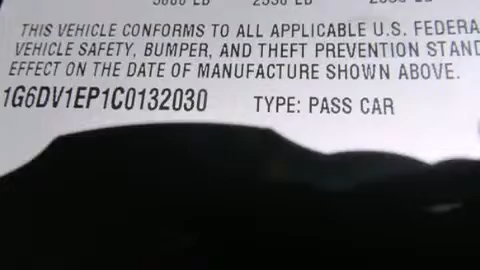 THIS VEHICLE CONFORMS TO ALL APPLICABLE U.S. FEDERA
VEHICLE SAFETY, BUMPER, AND THEFT PREVENTION STAND
EFFECT ON THE DATE OF MANUFACTURE SHOWN ABOVE.
1G6DV1EP1C0132030 TYPE: PASS CAR